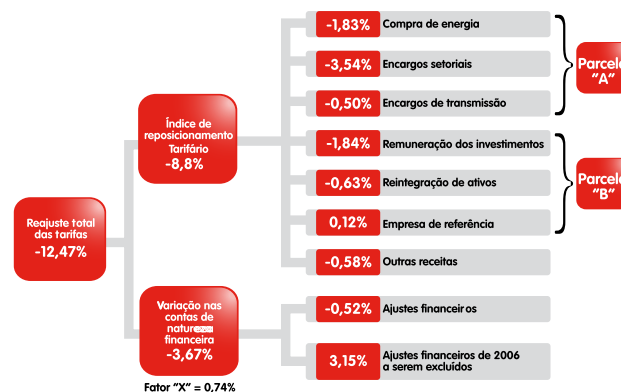 -1,83% Compra de energia
-3,54% Encargos setoriais
-0,50% Encargos de transmissão
Parcela
"A"
Índice de
reposicionamento
Tarifário
-8,8%
-1,84% Remuneração dos investimentos
-0,63% Reintegração de ativos
0,12% Empresa de referência
Parcela
"B"
-0,58% Outras receitas
Reajuste total
das tarifas
-12,47%
Variação nas
contas de
natureza
financeira
-3,67%
-0,52% Ajustes financeiros
3,15% Ajustes financeiros de 2006
a serem excluídos
Fator "X" = 0,74%